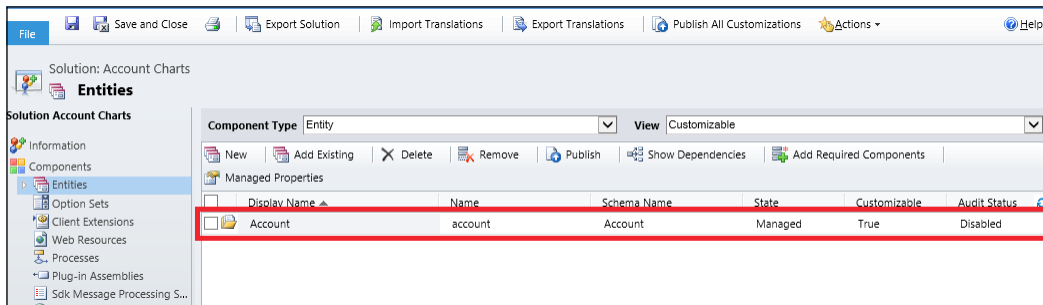 File
Save and Close
Export Solution
Import Translations
Export Translations
Publish All Customizations
Actions
Help
Solution: Account Charts
Entities
Solution Account Charts
Information
Components
Entities
Option Sets
Client Extensions
Web Resources
Processes
Plug-in Assemblies
Sdk Message Processing S...
Component Type Entity
View Customizable
New
Add Existing
Delete
Remove
Publish
Show Dependencies
Add Required Components
Managed Properties
Display Name Name Schema Name State Customizable Audit Status
Account account Account Managed True Disabled